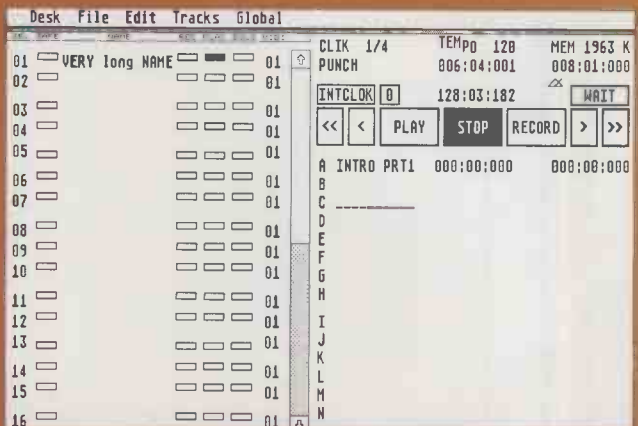 Desk File Edit Tracks Global
NAME
01 VERY long NAME 01
02 01
03 01
04 01
05 01
06 01
07 01
08 01
09 01
10 01
11 01
12 01
13 01
14 01
15 01
16 01
CLIK 1/4 TEMPO 120 MEM 1963 K
PUNCH 006:04:001 008:01:000
INTCLOK 0 128:03:182 WAIT
<< < PLAY STOP RECORD > >>
A INTRO PRT1 000:00:000 000:00:000
B
C
D
E
F
G
H
I
J
K
L
M
N